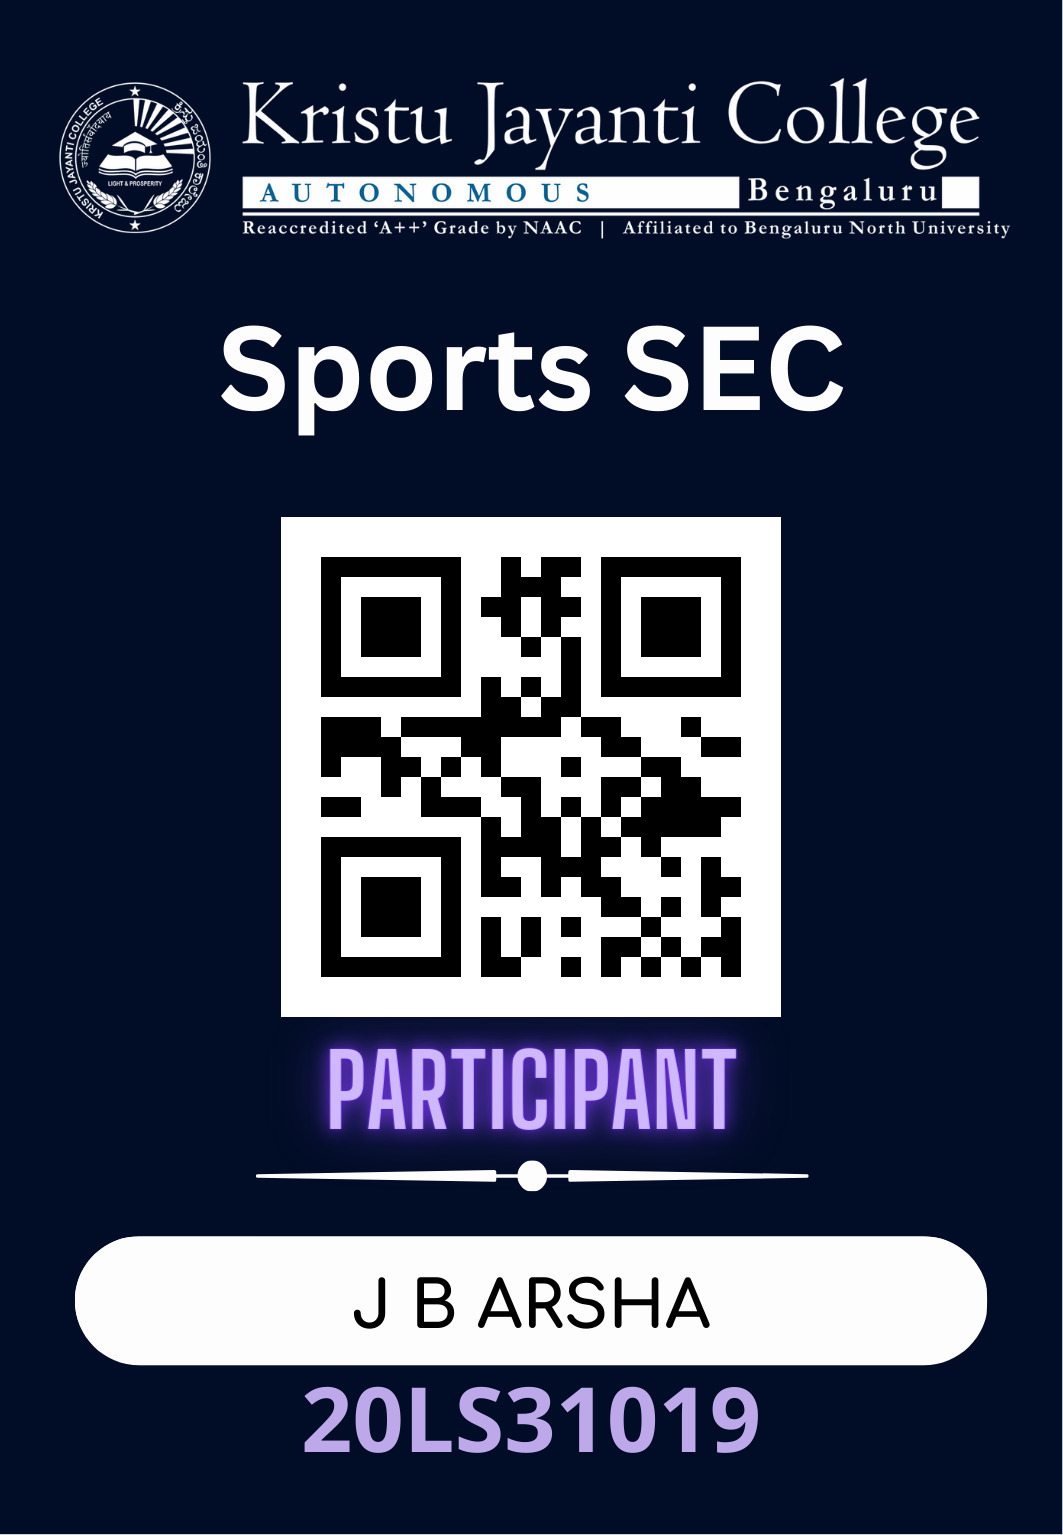 KRISTU JAYANTI COLLEGE
ಕ್ರಿಸ್ತು ಜಯಂತಿ ಕಾಲೇಜು
LIGHT & PROSPERITY
Kristu Jayanti College
AUTONOMOUS Bengaluru
Reaccredited ‘A++’ Grade by NAAC | Affiliated to Bengaluru North University
Sports SEC
PARTICIPANT
J B ARSHA
20LS31019